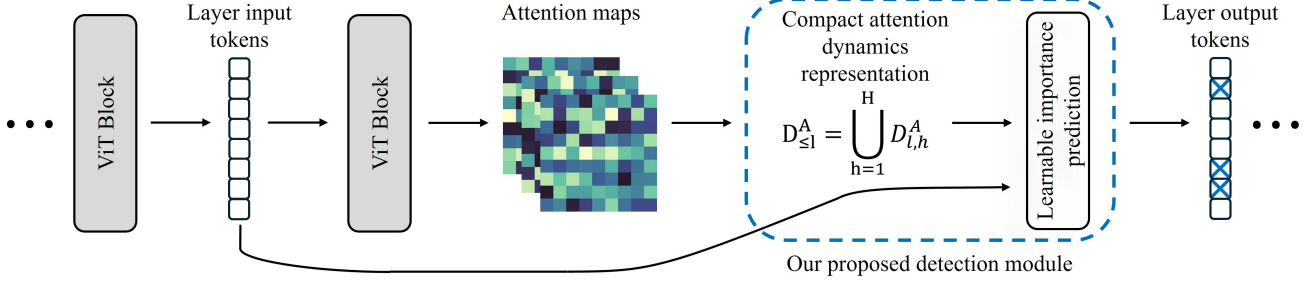 ViT Block
Layer input
tokens
ViT Block
Attention maps
Compact attention
dynamics
representation
H
D^A_≤l = ⋃ D^A_{l,h}
h=1
Learnable importance
prediction
Our proposed detection module
Layer output
tokens